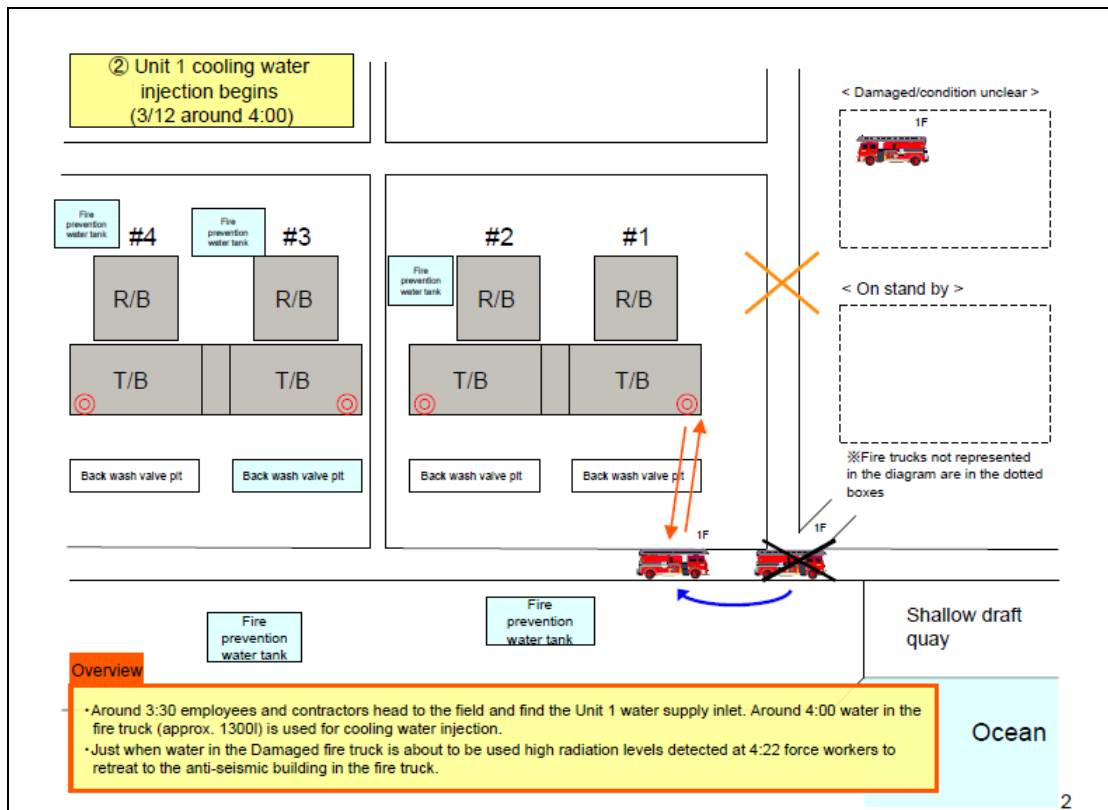 ② Unit 1 cooling water
injection begins
(3/12 around 4:00)
< Damaged/condition unclear >
1F
Fire
prevention
water tank
#4
Fire
prevention
water tank
#3
#2
#1
Fire
prevention
water tank
R/B
R/B
R/B
R/B
< On stand by >
T/B
T/B
T/B
T/B
※Fire trucks not represented
in the diagram are in the dotted
boxes
Back wash valve pit
Back wash valve pit
Back wash valve pit
Back wash valve pit
1F
1F
Fire
prevention
water tank
Fire
prevention
water tank
Shallow draft
quay
Overview
・Around 3:30 employees and contractors head to the field and find the Unit 1 water supply inlet. Around 4:00 water in the
fire truck (approx. 1300l) is used for cooling water injection.
・Just when water in the Damaged fire truck is about to be used high radiation levels detected at 4:22 force workers to
retreat to the anti-seismic building in the fire truck.
Ocean
2